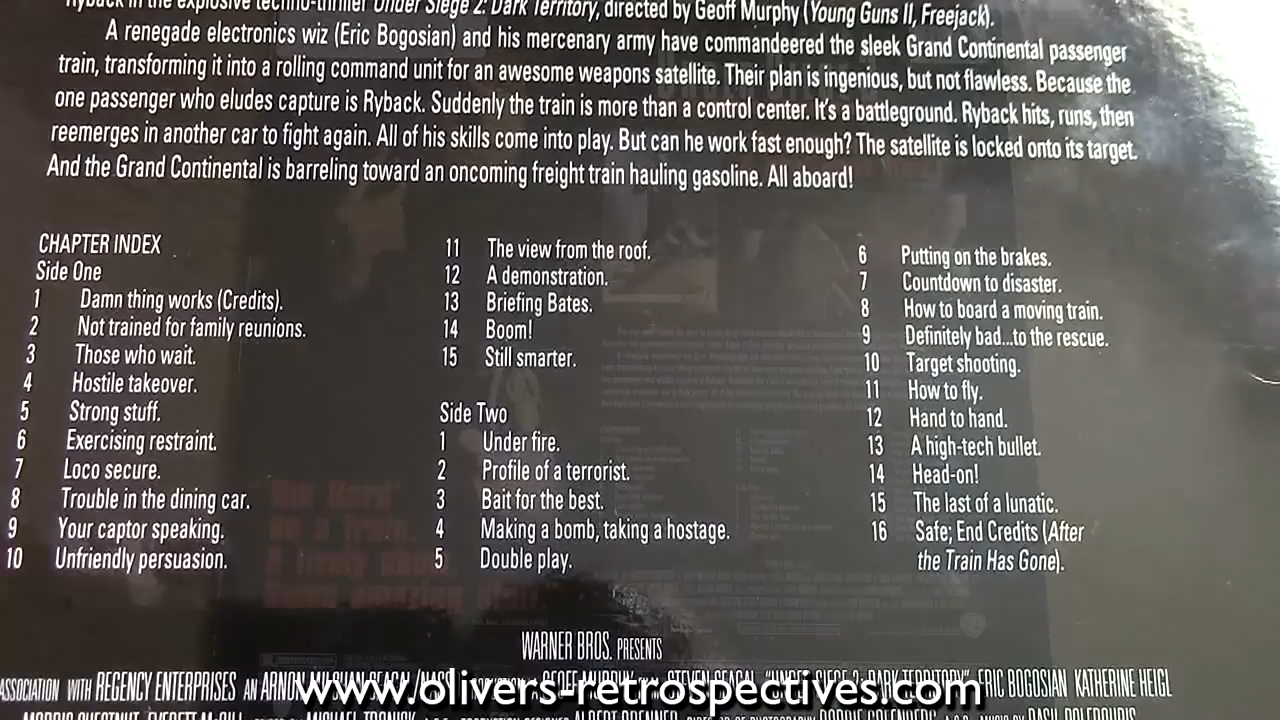 Ryback in the explosive techno-thriller Under Siege 2: Dark Territory, directed by Geoff Murphy (Young Guns II, Freejack).
A renegade electronics wiz (Eric Bogosian) and his mercenary army have commandeered the sleek Grand Continental passenger
train, transforming it into a rolling command unit for an awesome weapons satellite. Their plan is ingenious, but not flawless. Because the
one passenger who eludes capture is Ryback. Suddenly the train is more than a control center. It's a battleground. Ryback hits, runs, then
reemerges in another car to fight again. All of his skills come into play. But can he work fast enough? The satellite is locked onto its target.
And the Grand Continental is barreling toward an oncoming freight train hauling gasoline. All aboard!
CHAPTER INDEX
Side One
1 Damn thing works (Credits).
2 Not trained for family reunions.
3 Those who wait.
4 Hostile takeover.
5 Strong stuff.
6 Exercising restraint.
7 Loco secure.
8 Trouble in the dining car.
9 Your captor speaking.
10 Unfriendly persuasion.
11 The view from the roof.
12 A demonstration.
13 Briefing Bates.
14 Boom!
15 Still smarter.
Side Two
1 Under fire.
2 Profile of a terrorist.
3 Bait for the best.
4 Making a bomb, taking a hostage.
5 Double play.
6 Putting on the brakes.
7 Countdown to disaster.
8 How to board a moving train.
9 Definitely bad...to the rescue.
10 Target shooting.
11 How to fly.
12 Hand to hand.
13 A high-tech bullet.
14 Head-on!
15 The last of a lunatic.
16 Safe; End Credits (After
the Train Has Gone).
WARNER BROS. PRESENTS
ASSOCIATION WITH REGENCY ENTERPRISES AN ERIC BOGOSIAN KATHERINE HEIGL
www.olivers-retrospectives.com